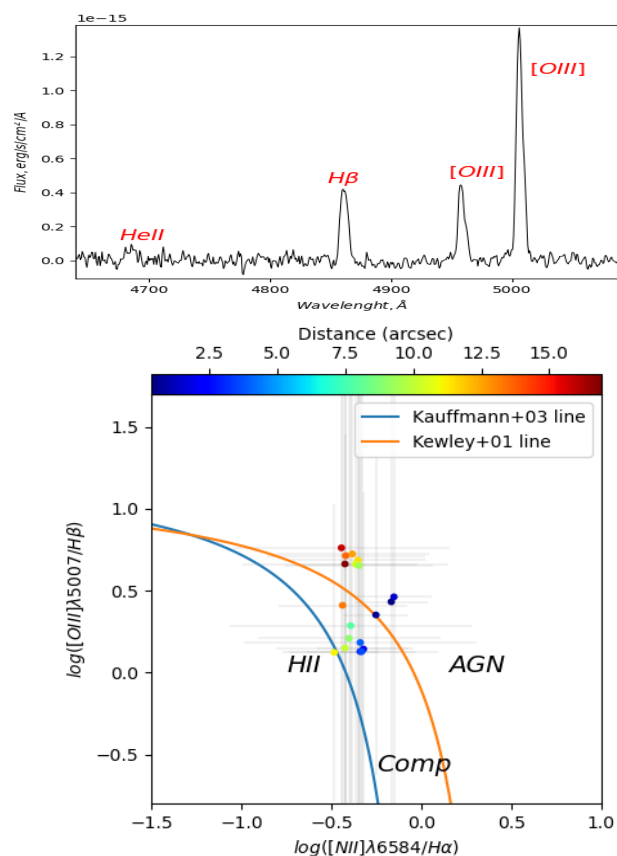 1e−15
[OIII]
Hβ
[OIII]
HeII
Flux, erg/s/cm²/A
1.2
1.0
0.8
0.6
0.4
0.2
0.0
4700
4800
4900
5000
Wavelenght, Å
Distance (arcsec)
2.5
5.0
7.5
10.0
12.5
15.0
Kauffmann+03 line
Kewley+01 line
log([OIII]λ5007/Hβ)
1.5
1.0
0.5
0.0
−0.5
HII
AGN
Comp
−1.5
−1.0
−0.5
0.0
0.5
1.0
log([NII]λ6584/Hα)